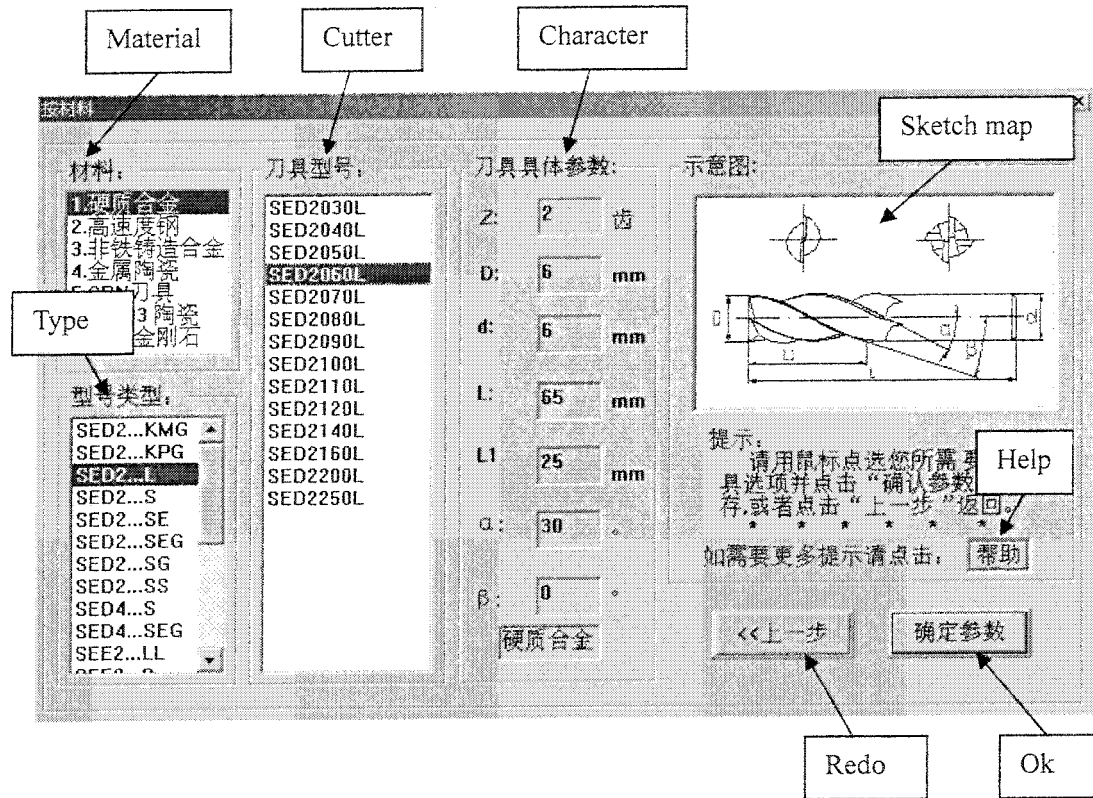 Material
Cutter
Character
按材料
Sketch map
材料:
1.硬质合金
2.高速度钢
3.非铁铸造合金
4.金属陶瓷
刀具
3 陶瓷
金刚石
Type
型号类型:
SED2...KMG
SED2...KPG
SED2...L
SED2...S
SED2...SE
SED2...SEG
SED2...SG
SED2...SS
SED4...S
SED4...SEG
SEE2...LL
刀具型号:
SED2030L
SED2040L
SED2050L
SED2060L
SED2070L
SED2080L
SED2090L
SED2100L
SED2110L
SED2120L
SED2140L
SED2160L
SED2200L
SED2250L
刀具具体参数:
Z: 2 齿
D: 6 mm
d: 6 mm
L: 65 mm
L1 25 mm
α: 30 °
β: 0 °
硬质合金
示意图:
D L1 L α β d
提示:
请用鼠标点选您所需 要
具选项并点击“确认参数
存,或者点击“上一步”返回。
* * * * * *
如需要更多提示请点击: 帮助
Help
<<上一步 确定参数
Redo Ok